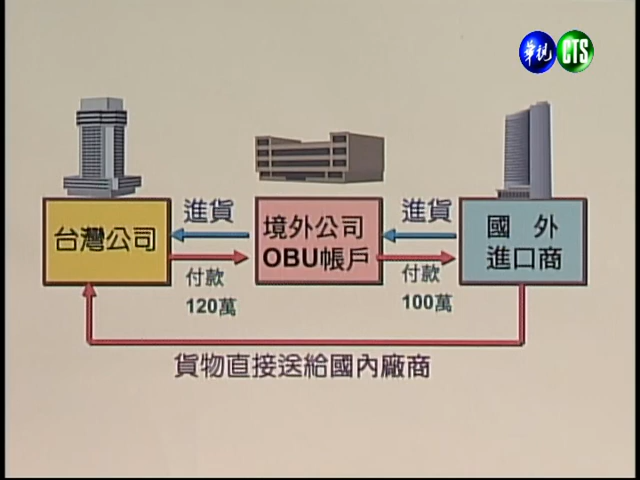 華視 CTS
台灣公司
進貨
付款
120萬
境外公司
OBU帳戶
進貨
付款
100萬
國外
進口商
貨物直接送給國內廠商